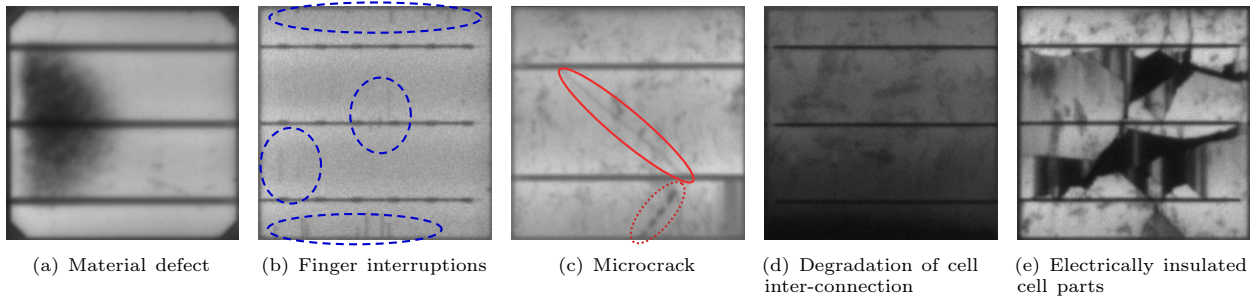 (a) Material defect
(b) Finger interruptions
(c) Microcrack
(d) Degradation of cell
inter-connection
(e) Electrically insulated
cell parts